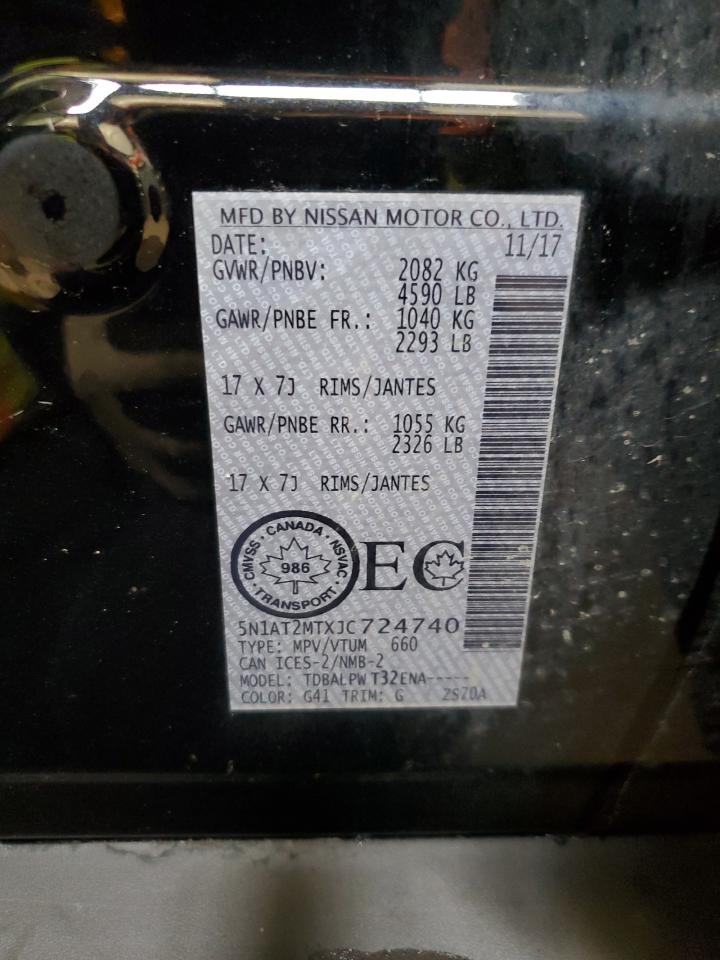 MFD BY NISSAN MOTOR CO., LTD.
DATE: 11/17
GVWR/PNBV: 2082 KG
4590 LB
GAWR/PNBE FR.: 1040 KG
2293 LB
17 X 7J RIMS/JANTES
GAWR/PNBE RR.: 1055 KG
2326 LB
17 X 7J RIMS/JANTES
CMVSS · CANADA · NSVAC
986
TRANSPORT
EC
5N1AT2MTXJC724740
TYPE: MPV/VTUM 660
CAN ICES-2/NMB-2
MODEL: TDBALPW T32ENA-----
COLOR: G41 TRIM: G 2SZ0A